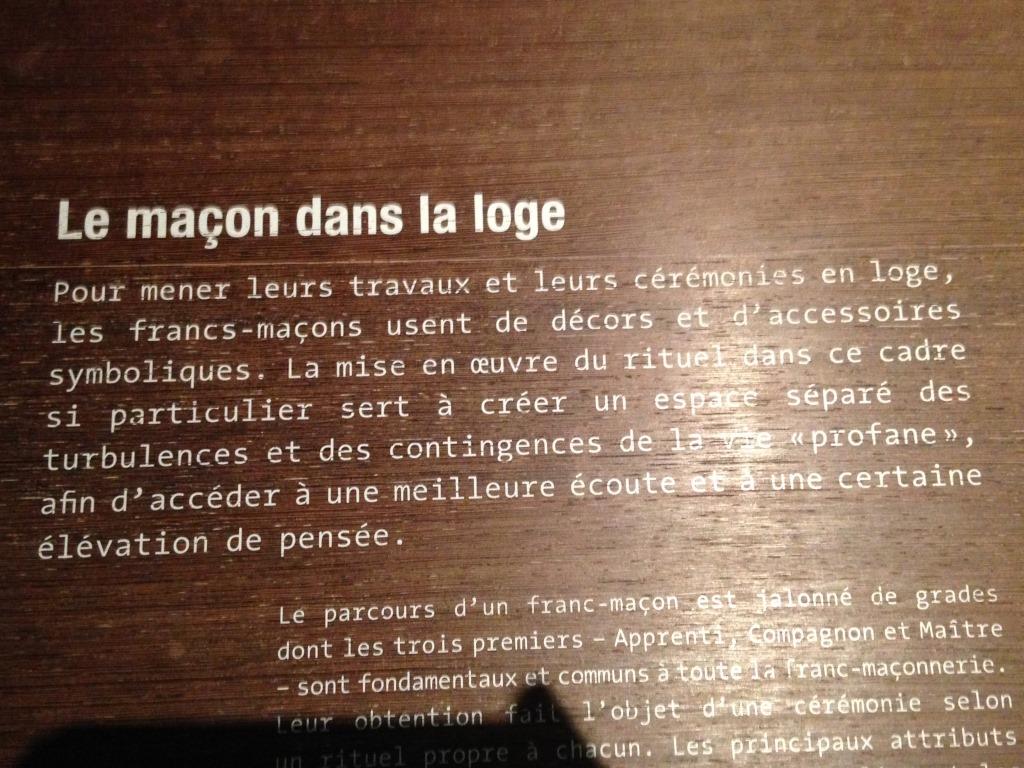 Le maçon dans la loge
Pour mener leurs travaux et leurs cérémonies en loge,
les francs-maçons usent de décors et d’accessoires
symboliques. La mise en œuvre du rituel dans ce cadre
si particulier sert à créer un espace séparé des
turbulences et des contingences de la vie «profane»,
afin d’accéder à une meilleure écoute et à une certaine
élévation de pensée.
Le parcours d’un franc-maçon est jalonné de grades
dont les trois premiers – Apprenti, Compagnon et Maître
– sont fondamentaux et communs à toute la franc-maçonnerie.
Leur obtention fait l’objet d’une cérémonie selon
un rituel propre à chacun. Les principaux attributs